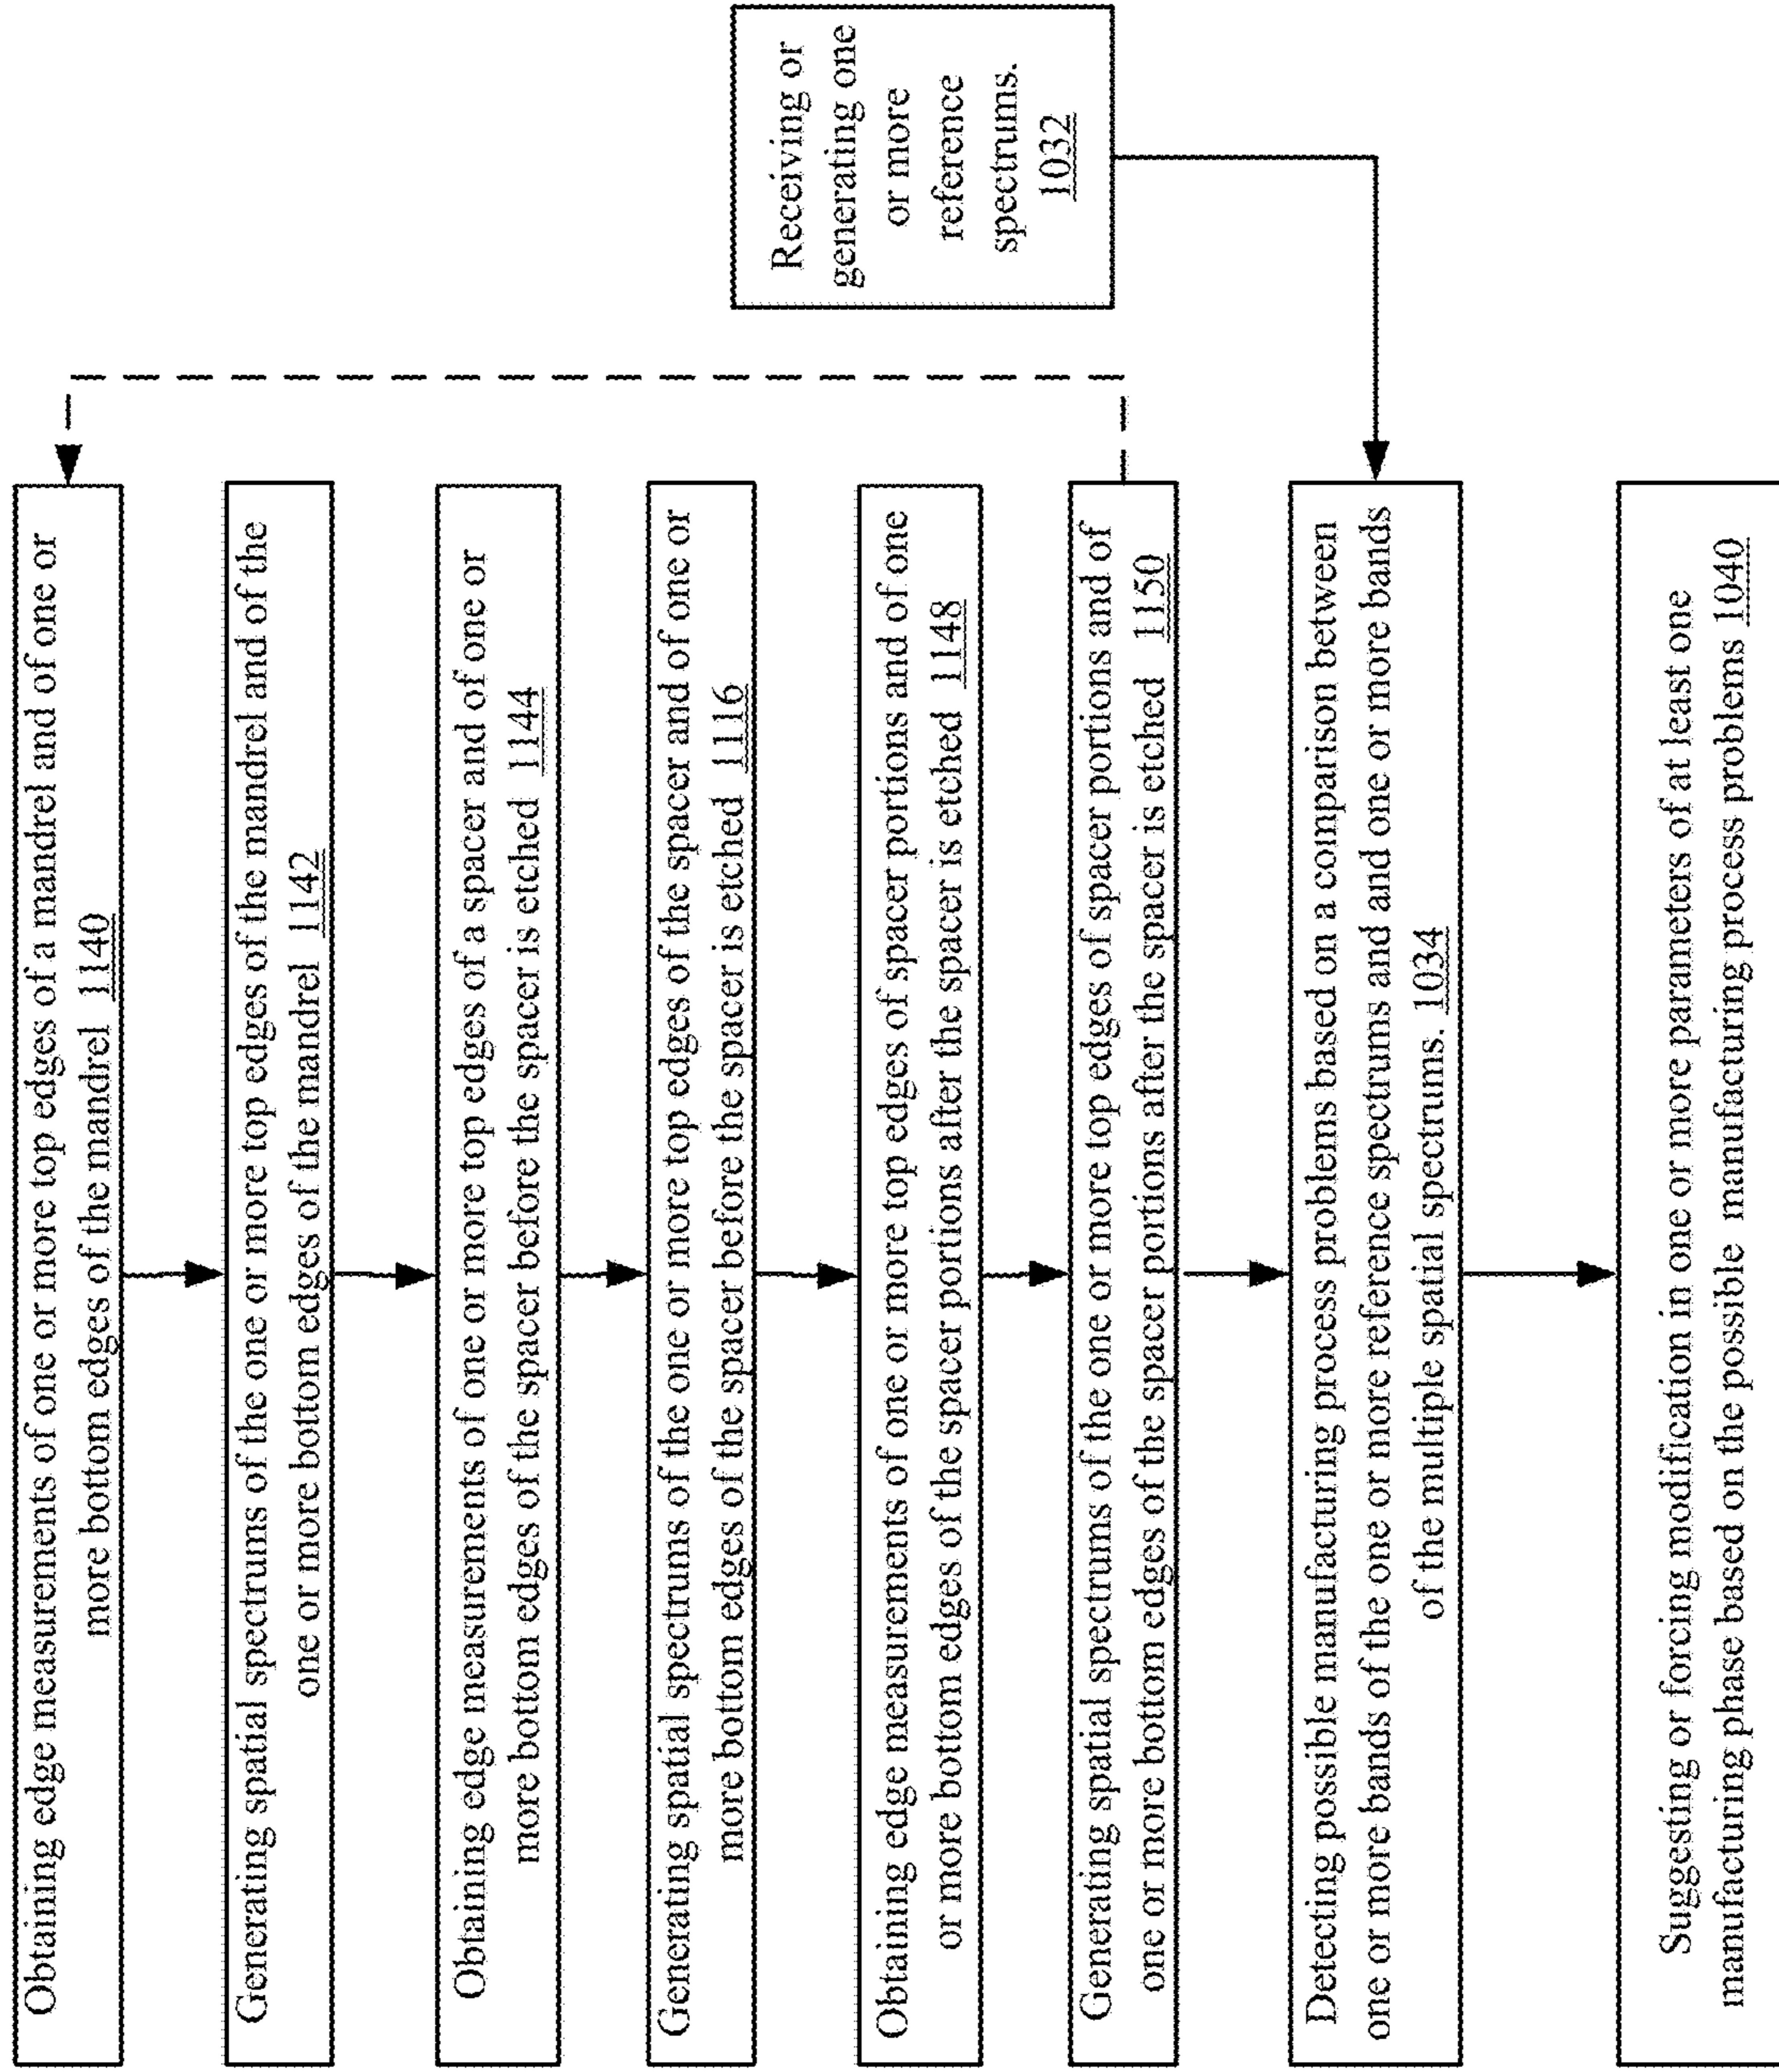 Obtaining edge measurements of one or more top edges of a mandrel and of one or
more bottom edges of the mandrel 1140
Generating spatial spectrums of the one or more top edges of the mandrel and of the
one or more bottom edges of the mandrel 1142
Obtaining edge measurements of one or more top edges of a spacer and of one or
more bottom edges of the spacer before the spacer is etched 1144
Generating spatial spectrums of the one or more top edges of the spacer and of one or
more bottom edges of the spacer before the spacer is etched 1116
Obtaining edge measurements of one or more top edges of spacer portions and of one
or more bottom edges of the spacer portions after the spacer is etched 1148
Generating spatial spectrums of the one or more top edges of spacer portions and of
one or more bottom edges of the spacer portions after the spacer is etched 1150
Receiving or
generating one
or more
reference
spectrums.
1032
Detecting possible manufacturing process problems based on a comparison between
one or more bands of the one or more reference spectrums and and one or more bands
of the multiple spatial spectrums. 1034
Suggesting or forcing modification in one or more parameters of at least one
manufacturing phase based on the possible manufacturing process problems 1040